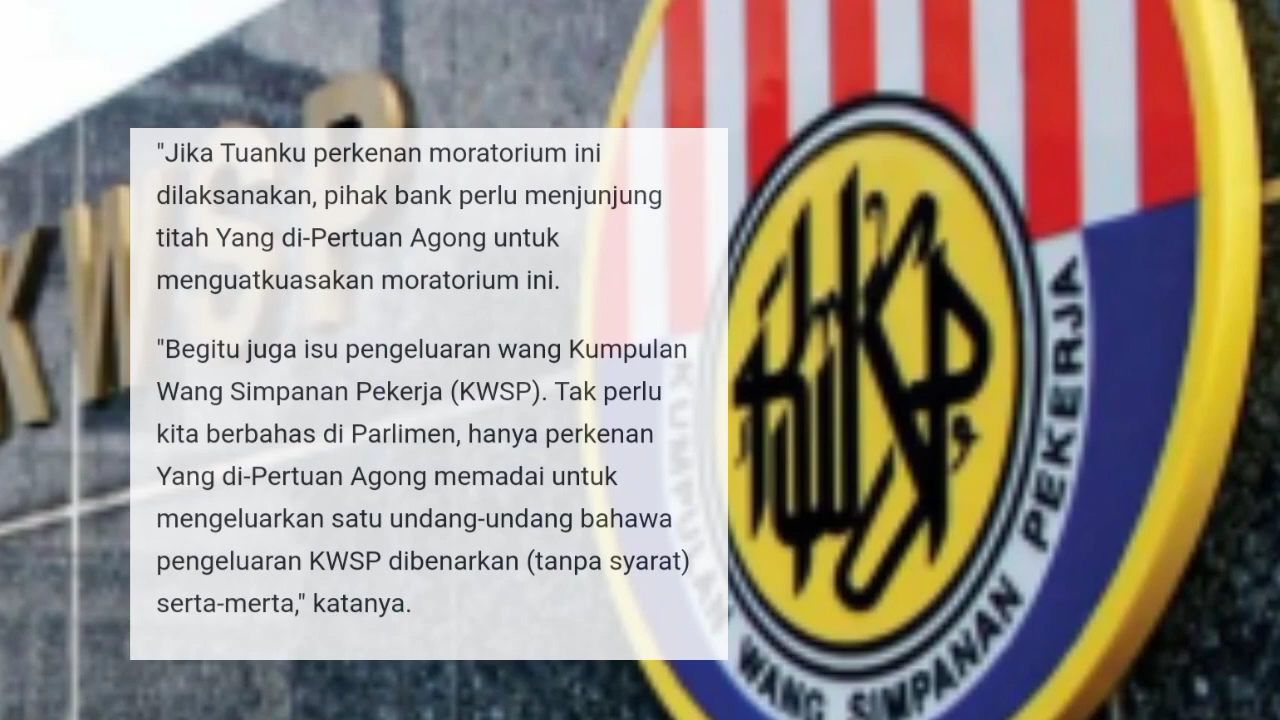 "Jika Tuanku perkenan moratorium ini
dilaksanakan, pihak bank perlu menjunjung
titah Yang di-Pertuan Agong untuk
menguatkuasakan moratorium ini.
"Begitu juga isu pengeluaran wang Kumpulan
Wang Simpanan Pekerja (KWSP). Tak perlu
kita berbahas di Parlimen, hanya perkenan
Yang di-Pertuan Agong memadai untuk
mengeluarkan satu undang-undang bahawa
pengeluaran KWSP dibenarkan (tanpa syarat)
serta-merta," katanya.
KWSP
KUMPULAN WANG SIMPANAN PEKERJA